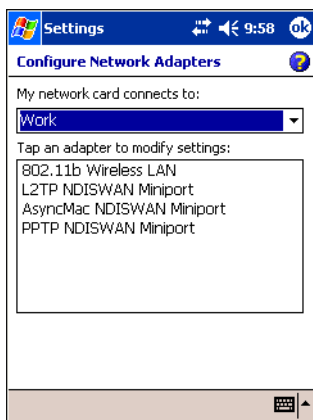 Settings 9:58 ok
Configure Network Adapters
My network card connects to:
Work
Tap an adapter to modify settings:
802.11b Wireless LAN
L2TP NDISWAN Miniport
AsyncMac NDISWAN Miniport
PPTP NDISWAN Miniport